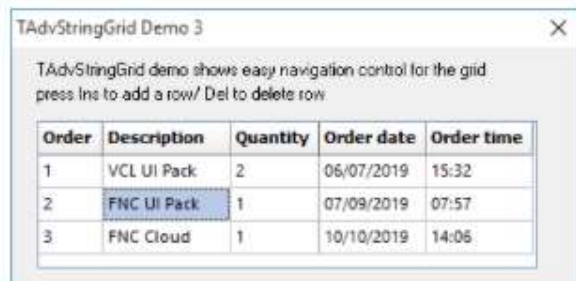 TAdvStringGrid Demo 3
TAdvStringGrid demo shows easy navigation control for the grid
press Ins to add a row/ Del to delete row
Order Description Quantity Order date Order time
1 VCL UI Pack 2 06/07/2019 15:32
2 FNC UI Pack 1 07/09/2019 07:57
3 FNC Cloud 1 10/10/2019 14:06